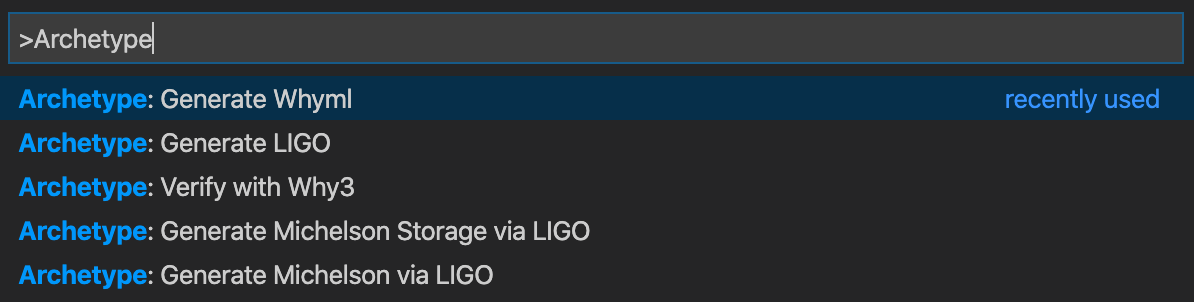 >Archetype
Archetype: Generate Whyml recently used
Archetype: Generate LIGO
Archetype: Verify with Why3
Archetype: Generate Michelson Storage via LIGO
Archetype: Generate Michelson via LIGO